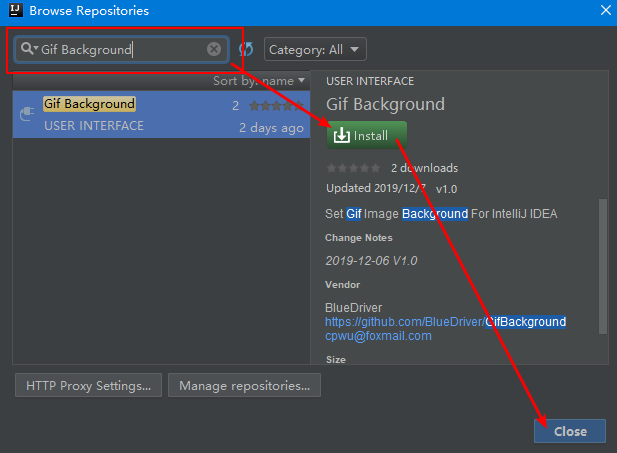 IJ Browse Repositories
Gif Background
Category: All
Sort by: name
Gif Background 2
USER INTERFACE 2 days ago
USER INTERFACE
Gif Background
Install
2 downloads
Updated 2019/12/7 v1.0
Set Gif Image Background For IntelliJ IDEA
Change Notes
2019-12-06 V1.0
Vendor
BlueDriver
https://github.com/BlueDriver/GifBackground
cpwu@foxmail.com
Size
HTTP Proxy Settings...
Manage repositories...
Close